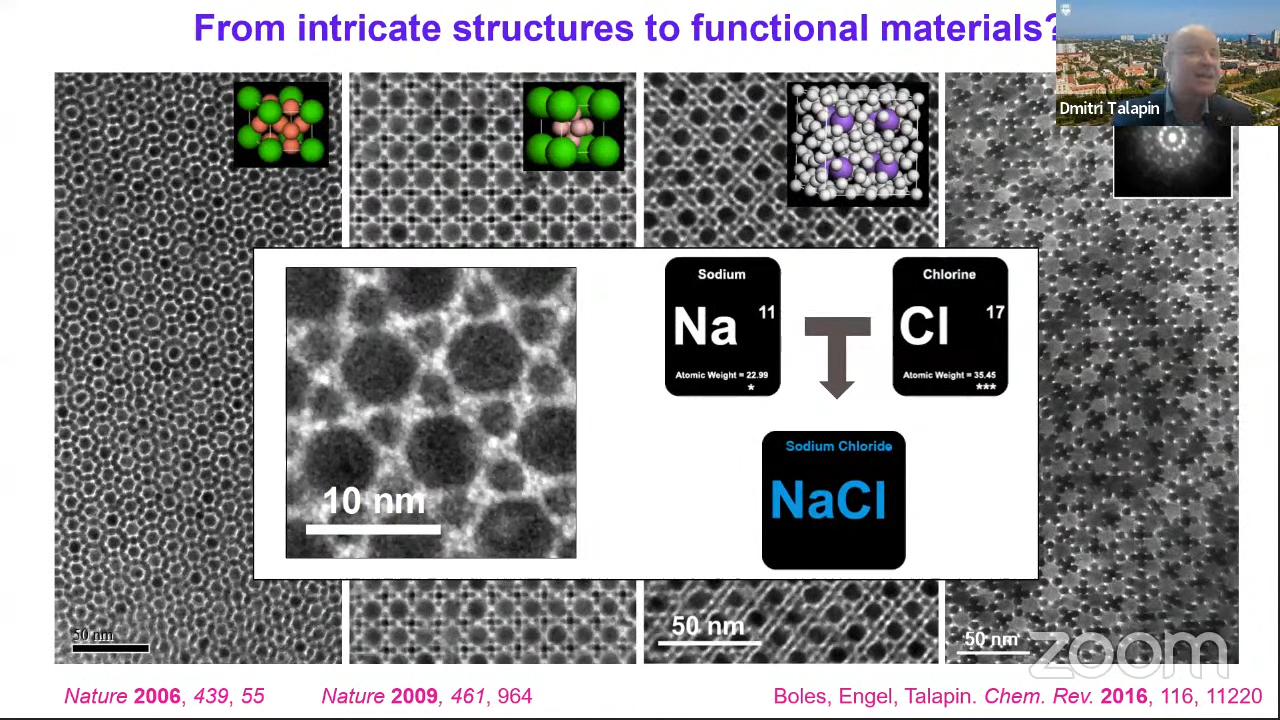 From intricate structures to functional materials?
Dmitri Talapin
Sodium
Na 11
Atomic Weight = 22.99
*
Chlorine
Cl 17
Atomic Weight = 35.45
***
Sodium Chloride
NaCl
10 nm
50 nm
50 nm
50 nm
zoom
Nature 2006, 439, 55
Nature 2009, 461, 964
Boles, Engel, Talapin. Chem. Rev. 2016, 116, 11220